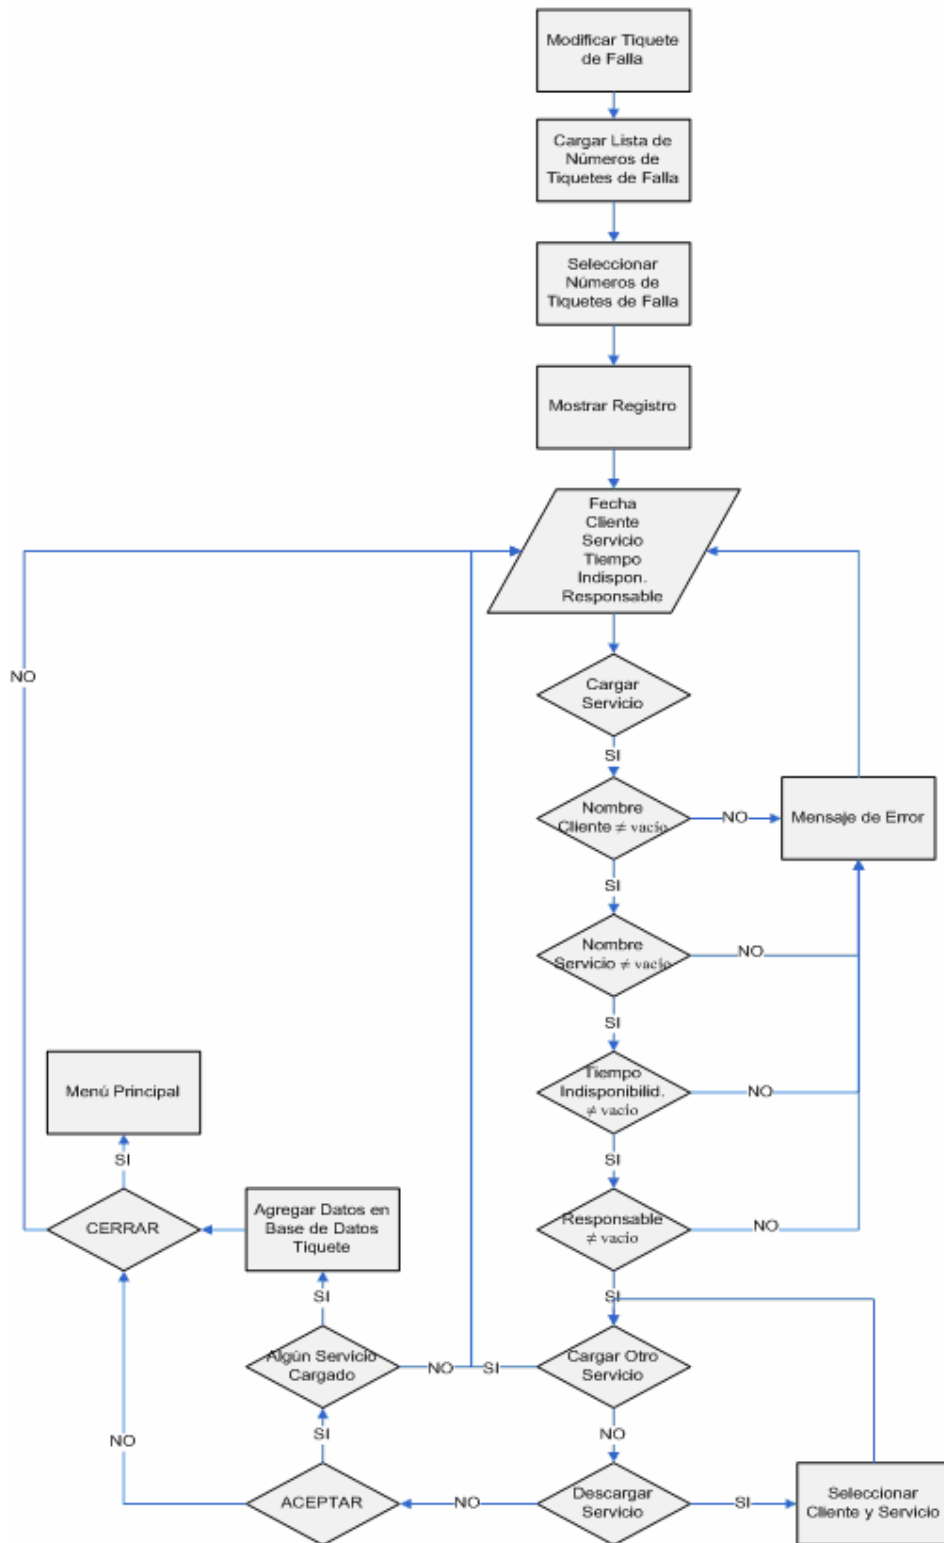 Modificar Tiquete
de Falla
Cargar Lista de
Números de
Tiquetes de Falla
Seleccionar
Números de
Tiquetes de Falla
Mostrar Registro
Fecha
Cliente
Servicio
Tiempo
Indispon.
Responsable
NO
Cargar
Servicio
SI
Nombre
Cliente ≠ vacio
NO
Mensaje de Error
SI
Nombre
Servicio ≠ vacio
NO
SI
Tiempo
Indisponibilid.
≠ vacio
NO
Menú Principal
SI
SI
CERRAR
Agregar Datos en
Base de Datos
Tiquete
Responsable
≠ vacio
NO
SI
SI
Algún Servicio
Cargado
NO
SI
Cargar Otro
Servicio
NO
SI
NO
ACEPTAR
NO
Descargar
Servicio
SI
Seleccionar
Cliente y Servicio